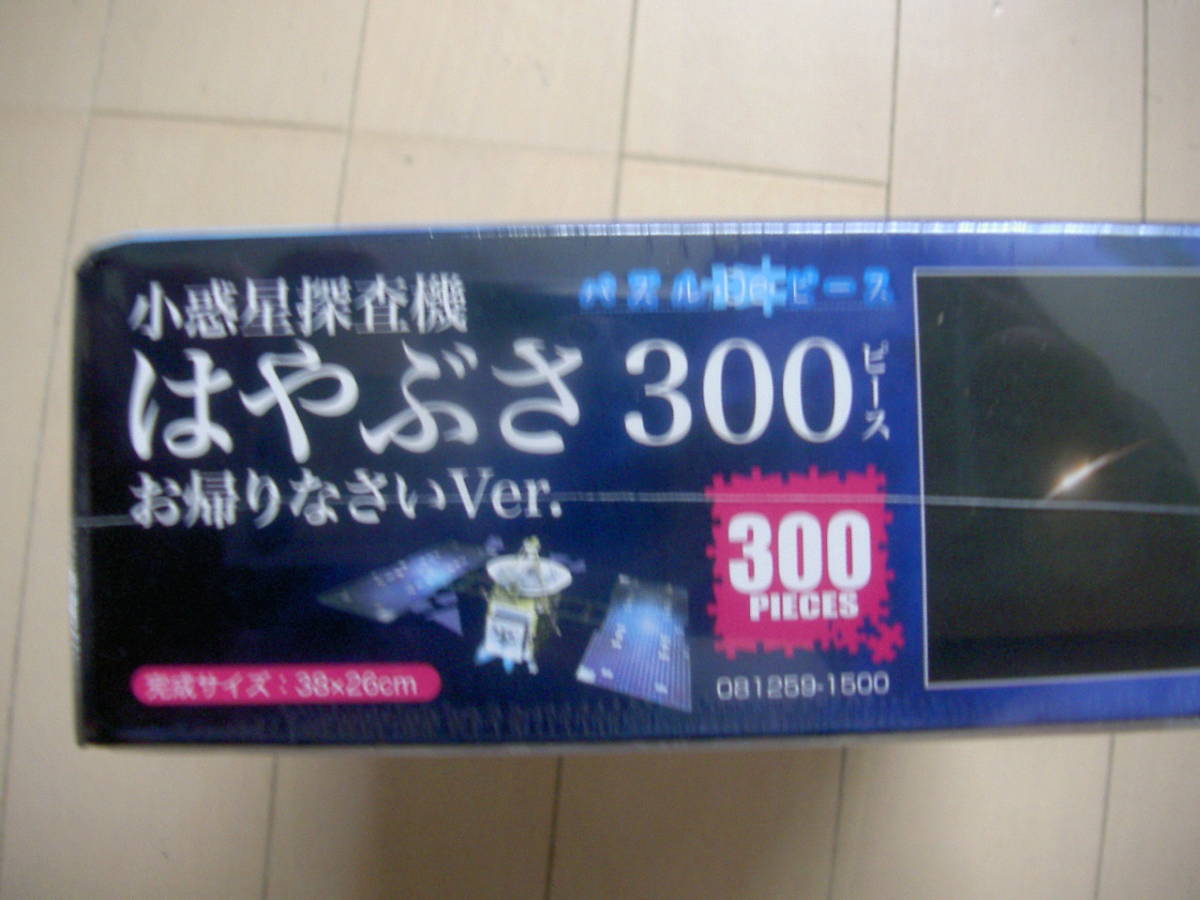 小惑星探査機
はやぶさ 300 ピース
お帰りなさいVer.
300
PIECES
完成サイズ：38×26cm
081259-1500